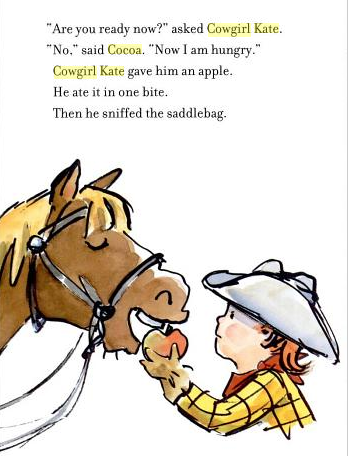 "Are you ready now?" asked Cowgirl Kate.
"No," said Cocoa. "Now I am hungry."
Cowgirl Kate gave him an apple.
He ate it in one bite.
Then he sniffed the saddlebag.